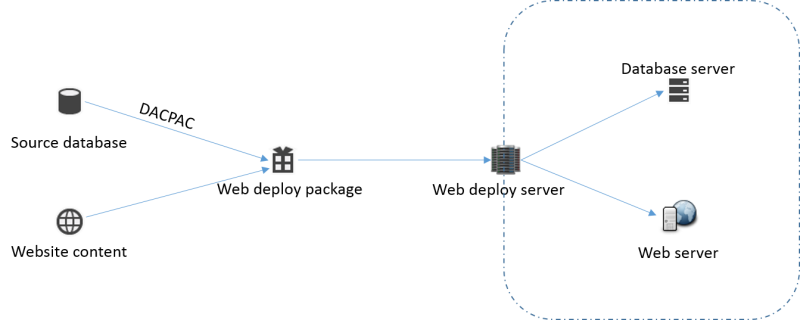 Database server
DACPAC
Source database
Web deploy package
Web deploy server
Website content
Web server